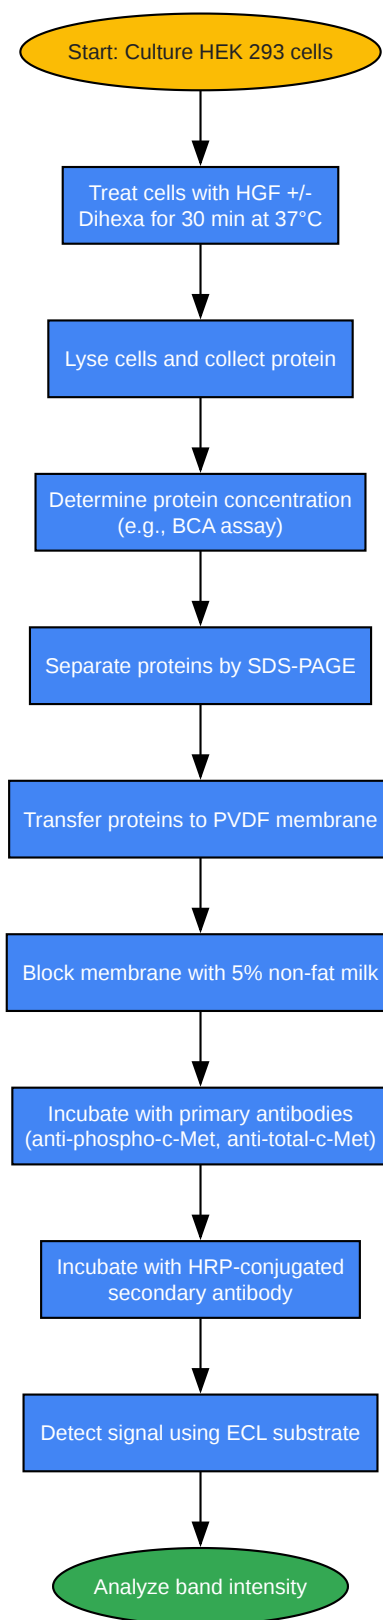 Start: Culture HEK 293 cells
Treat cells with HGF +/-
Dihexa for 30 min at 37°C
Lyse cells and collect protein
Determine protein concentration
(e.g., BCA assay)
Separate proteins by SDS-PAGE
Transfer proteins to PVDF membrane
Block membrane with 5% non-fat milk
Incubate with primary antibodies
(anti-phospho-c-Met, anti-total-c-Met)
Incubate with HRP-conjugated
secondary antibody
Detect signal using ECL substrate
Analyze band intensity